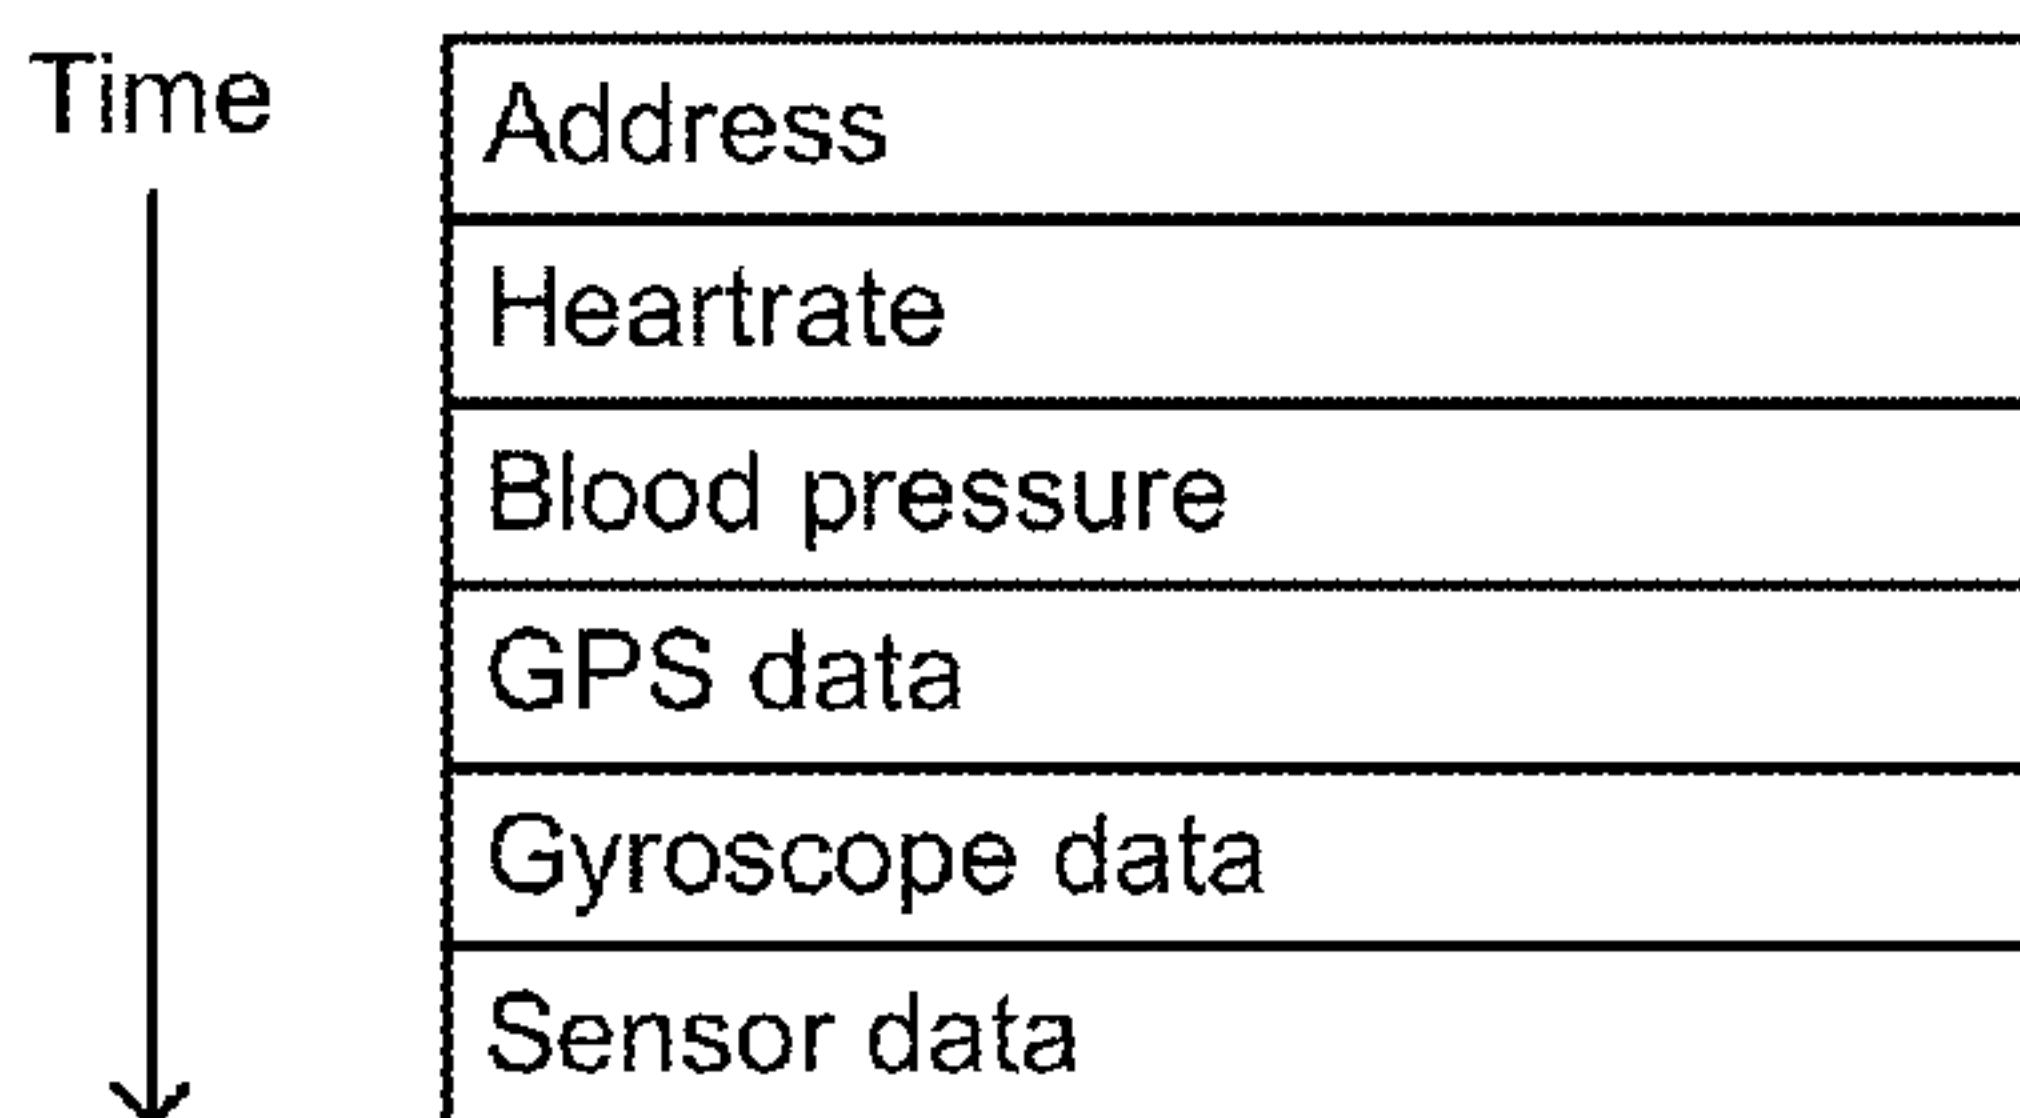 Time
Address
Heartrate
Blood pressure
GPS data
Gyroscope data
Sensor data